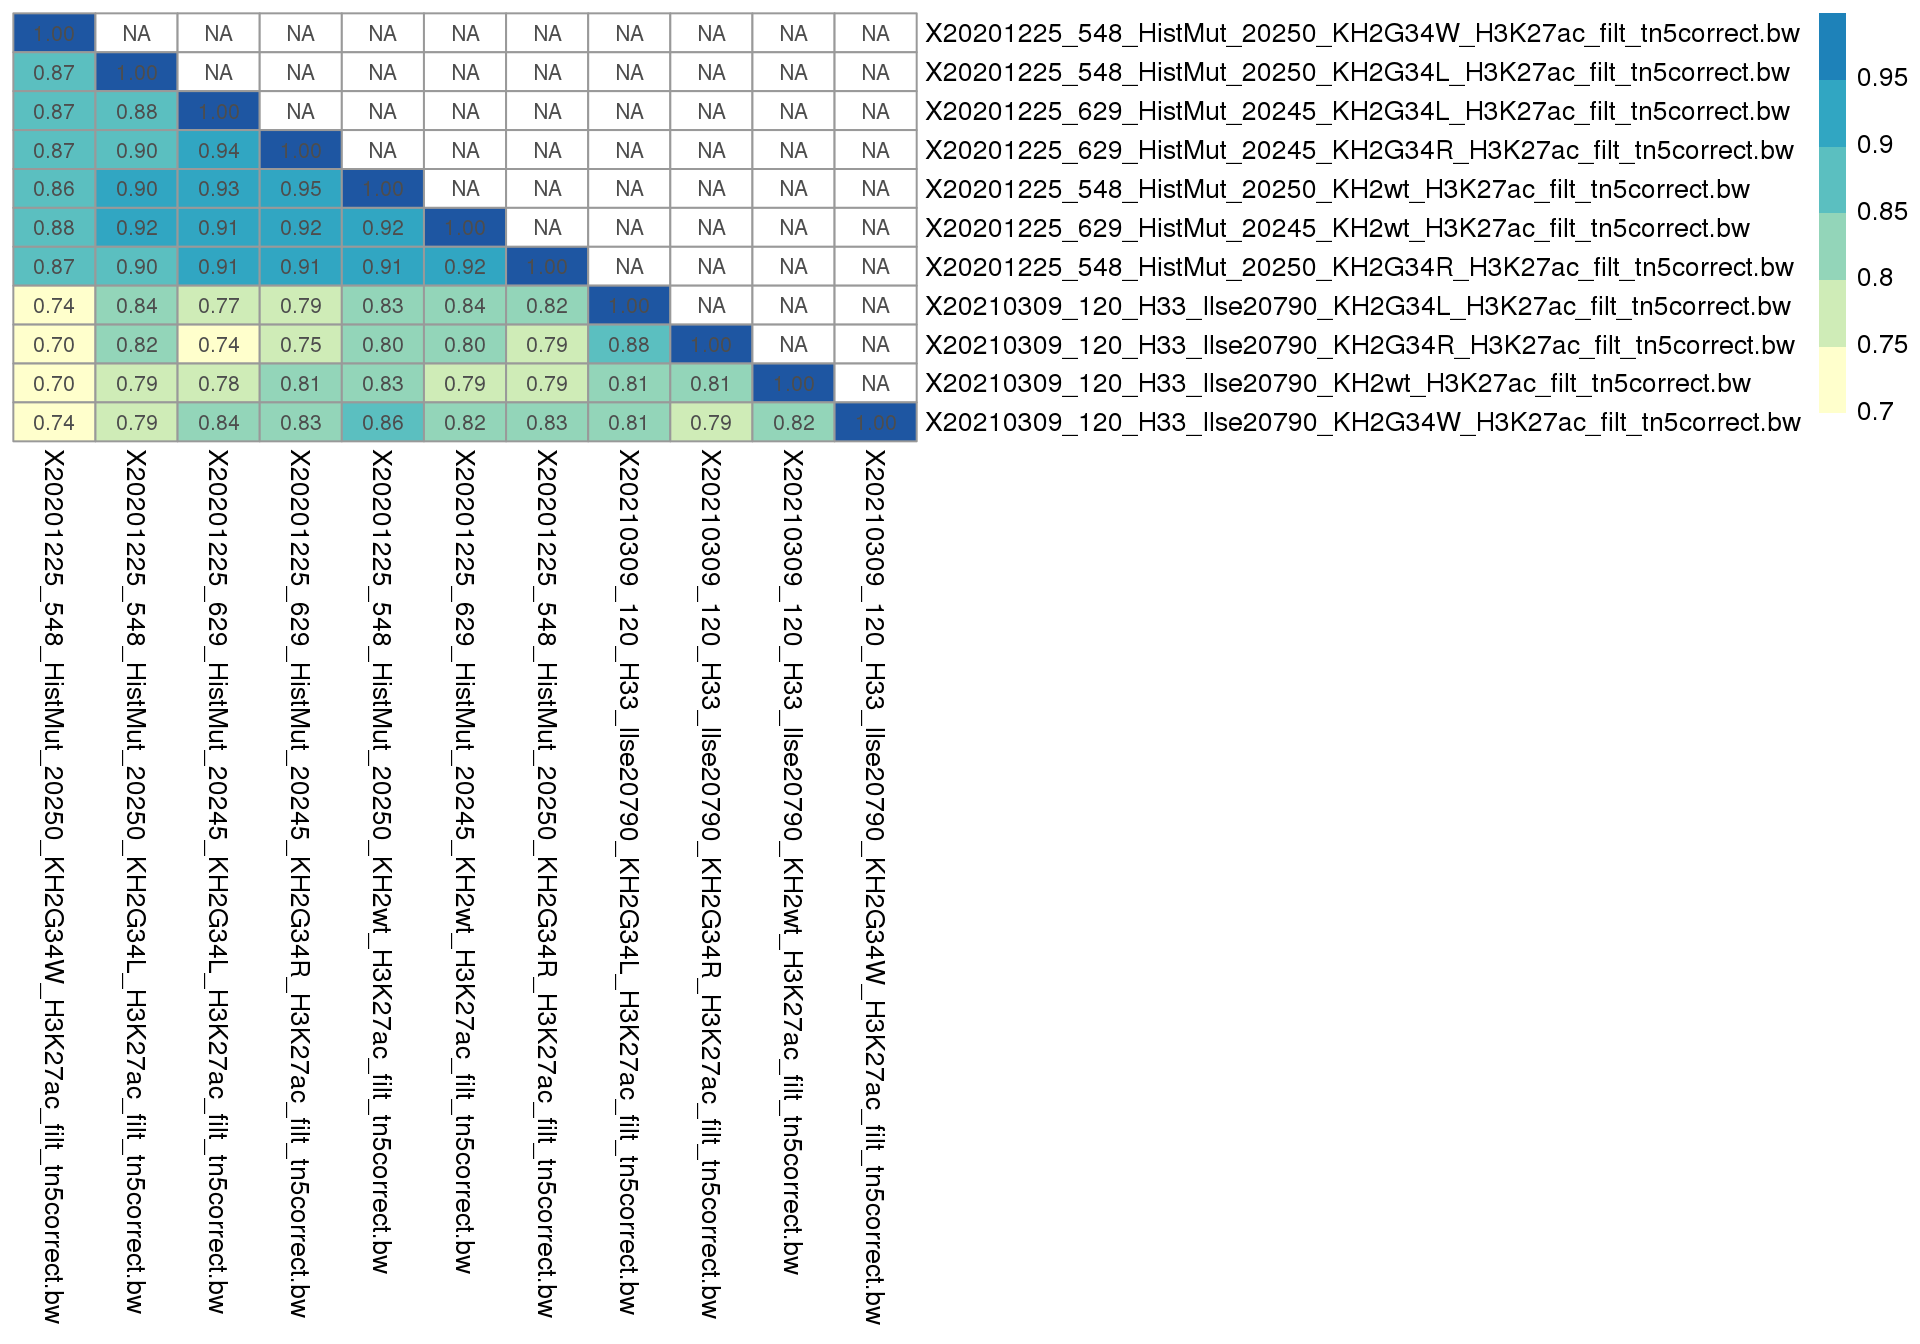 1.00 NA NA NA NA NA NA NA NA NA NA X20201225_548_HistMut_20250_KH2G34W_H3K27ac_filt_tn5correct.bw
0.87 1.00 NA NA NA NA NA NA NA NA NA X20201225_548_HistMut_20250_KH2G34L_H3K27ac_filt_tn5correct.bw
0.87 0.88 1.00 NA NA NA NA NA NA NA NA X20201225_629_HistMut_20245_KH2G34L_H3K27ac_filt_tn5correct.bw
0.87 0.90 0.94 1.00 NA NA NA NA NA NA NA X20201225_629_HistMut_20245_KH2G34R_H3K27ac_filt_tn5correct.bw
0.86 0.90 0.93 0.95 1.00 NA NA NA NA NA NA X20201225_548_HistMut_20250_KH2wt_H3K27ac_filt_tn5correct.bw
0.88 0.92 0.91 0.92 0.92 1.00 NA NA NA NA NA X20201225_629_HistMut_20245_KH2wt_H3K27ac_filt_tn5correct.bw
0.87 0.90 0.91 0.91 0.91 0.92 1.00 NA NA NA NA X20201225_548_HistMut_20250_KH2G34R_H3K27ac_filt_tn5correct.bw
0.74 0.84 0.77 0.79 0.83 0.84 0.82 1.00 NA NA NA X20210309_120_H33_Ilse20790_KH2G34L_H3K27ac_filt_tn5correct.bw
0.70 0.82 0.74 0.75 0.80 0.80 0.79 0.88 1.00 NA NA X20210309_120_H33_Ilse20790_KH2G34R_H3K27ac_filt_tn5correct.bw
0.70 0.79 0.78 0.81 0.83 0.79 0.79 0.81 0.81 1.00 NA X20210309_120_H33_Ilse20790_KH2wt_H3K27ac_filt_tn5correct.bw
0.74 0.79 0.84 0.83 0.86 0.82 0.83 0.81 0.79 0.82 1.00 X20210309_120_H33_Ilse20790_KH2G34W_H3K27ac_filt_tn5correct.bw
0.95
0.9
0.85
0.8
0.75
0.7
X20201225_548_HistMut_20250_KH2G34W_H3K27ac_filt_tn5correct.bw
X20201225_548_HistMut_20250_KH2G34L_H3K27ac_filt_tn5correct.bw
X20201225_629_HistMut_20245_KH2G34L_H3K27ac_filt_tn5correct.bw
X20201225_629_HistMut_20245_KH2G34R_H3K27ac_filt_tn5correct.bw
X20201225_548_HistMut_20250_KH2wt_H3K27ac_filt_tn5correct.bw
X20201225_629_HistMut_20245_KH2wt_H3K27ac_filt_tn5correct.bw
X20201225_548_HistMut_20250_KH2G34R_H3K27ac_filt_tn5correct.bw
X20210309_120_H33_Ilse20790_KH2G34L_H3K27ac_filt_tn5correct.bw
X20210309_120_H33_Ilse20790_KH2G34R_H3K27ac_filt_tn5correct.bw
X20210309_120_H33_Ilse20790_KH2wt_H3K27ac_filt_tn5correct.bw
X20210309_120_H33_Ilse20790_KH2G34W_H3K27ac_filt_tn5correct.bw